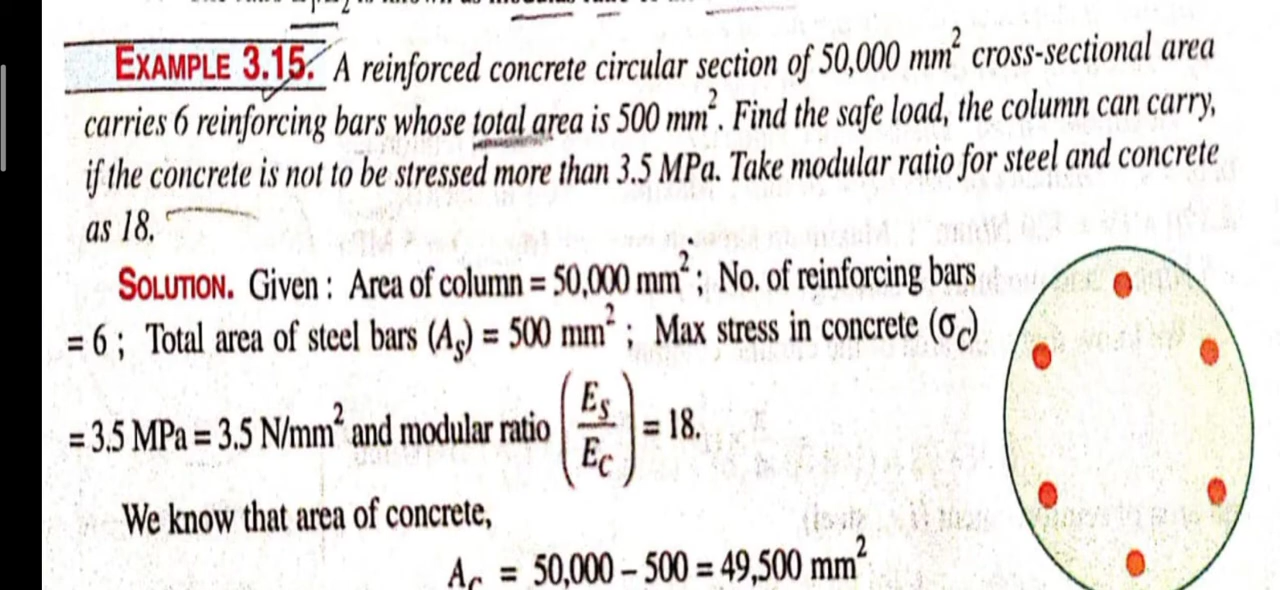 EXAMPLE 3.15. A reinforced concrete circular section of 50,000 mm² cross-sectional area
carries 6 reinforcing bars whose total area is 500 mm². Find the safe load, the column can carry,
if the concrete is not to be stressed more than 3.5 MPa. Take modular ratio for steel and concrete
as 18.
SOLUTION. Given : Area of column = 50,000 mm² ; No. of reinforcing bars
= 6 ; Total area of steel bars (A_S) = 500 mm² ; Max stress in concrete (σ_C)
= 3.5 MPa = 3.5 N/mm² and modular ratio (E_S/E_C) = 18.
We know that area of concrete,
A_C = 50,000 – 500 = 49,500 mm²